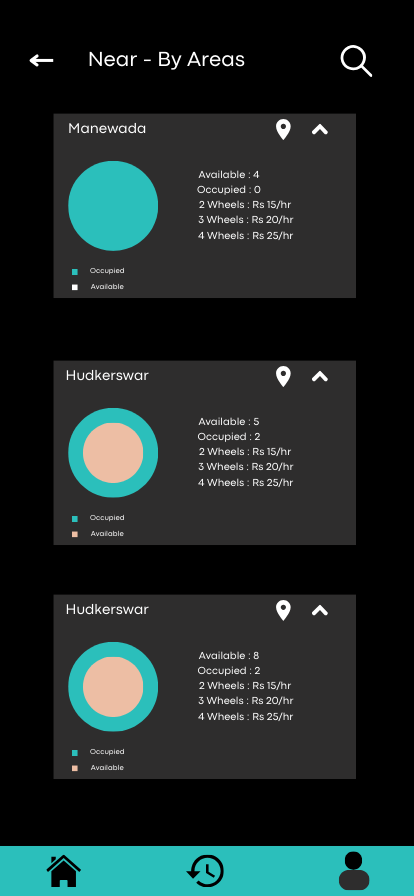 Near - By Areas
Manewada
Available : 4
Occupied : 0
2 Wheels : Rs 15/hr
3 Wheels : Rs 20/hr
4 Wheels : Rs 25/hr
Occupied
Available
Hudkerswar
Available : 5
Occupied : 2
2 Wheels : Rs 15/hr
3 Wheels : Rs 20/hr
4 Wheels : Rs 25/hr
Occupied
Available
Hudkerswar
Available : 8
Occupied : 2
2 Wheels : Rs 15/hr
3 Wheels : Rs 20/hr
4 Wheels : Rs 25/hr
Occupied
Available